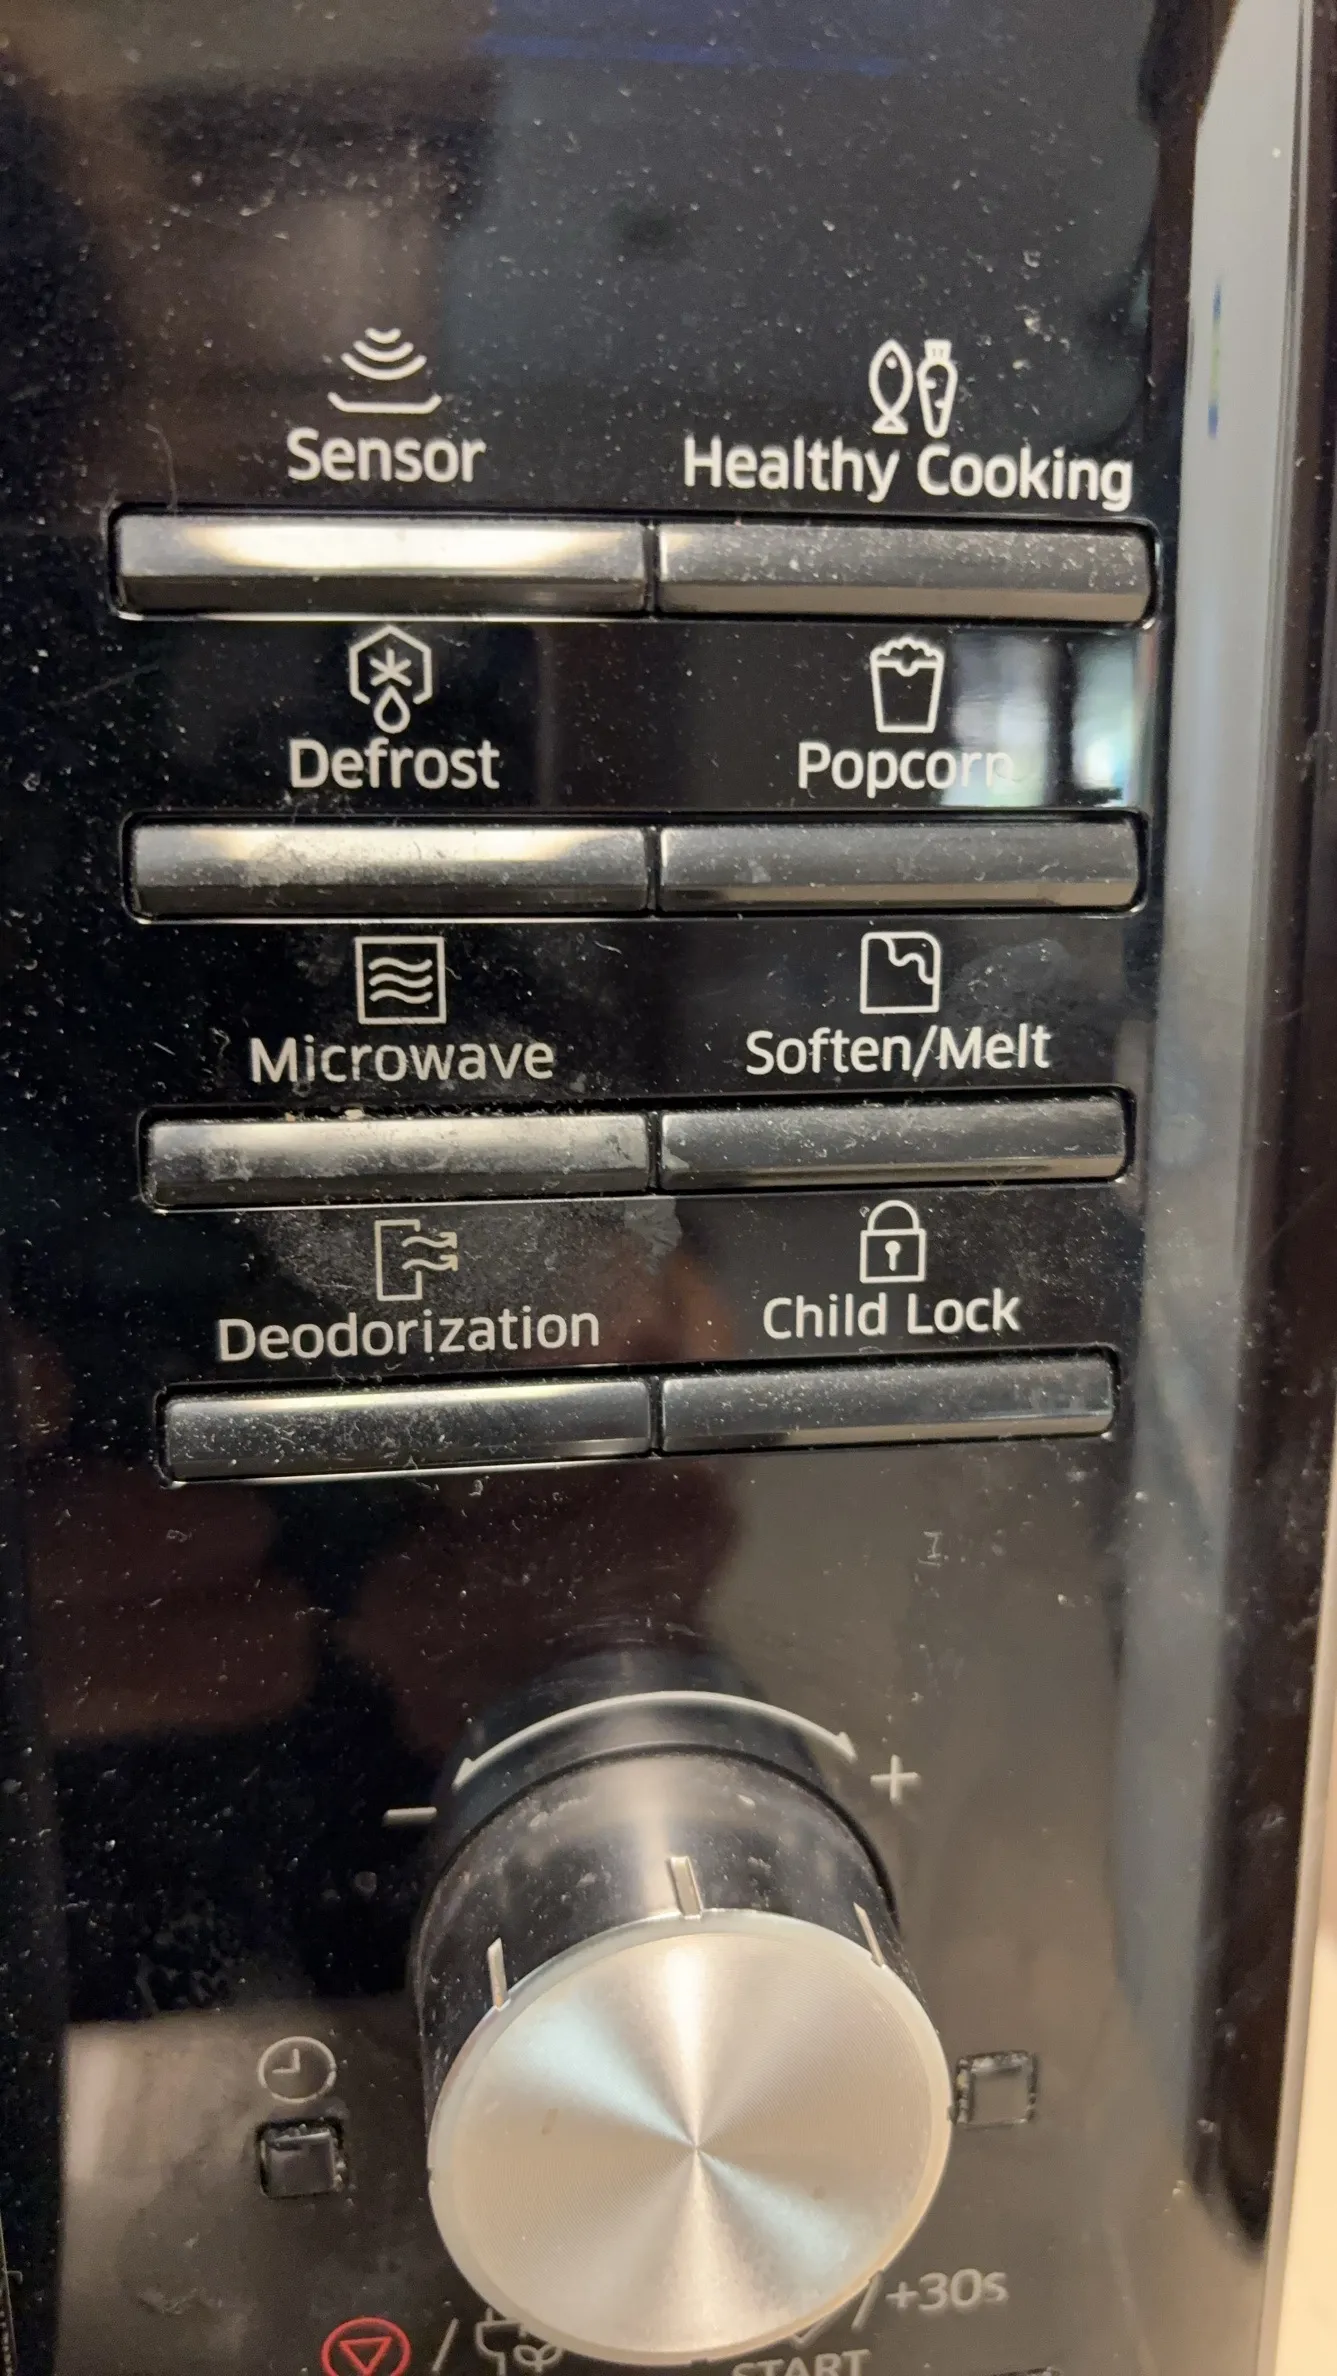 Sensor
Healthy Cooking
Defrost
Popcorn
Microwave
Soften/Melt
Deodorization
Child Lock
- +
/ +30s
/
START